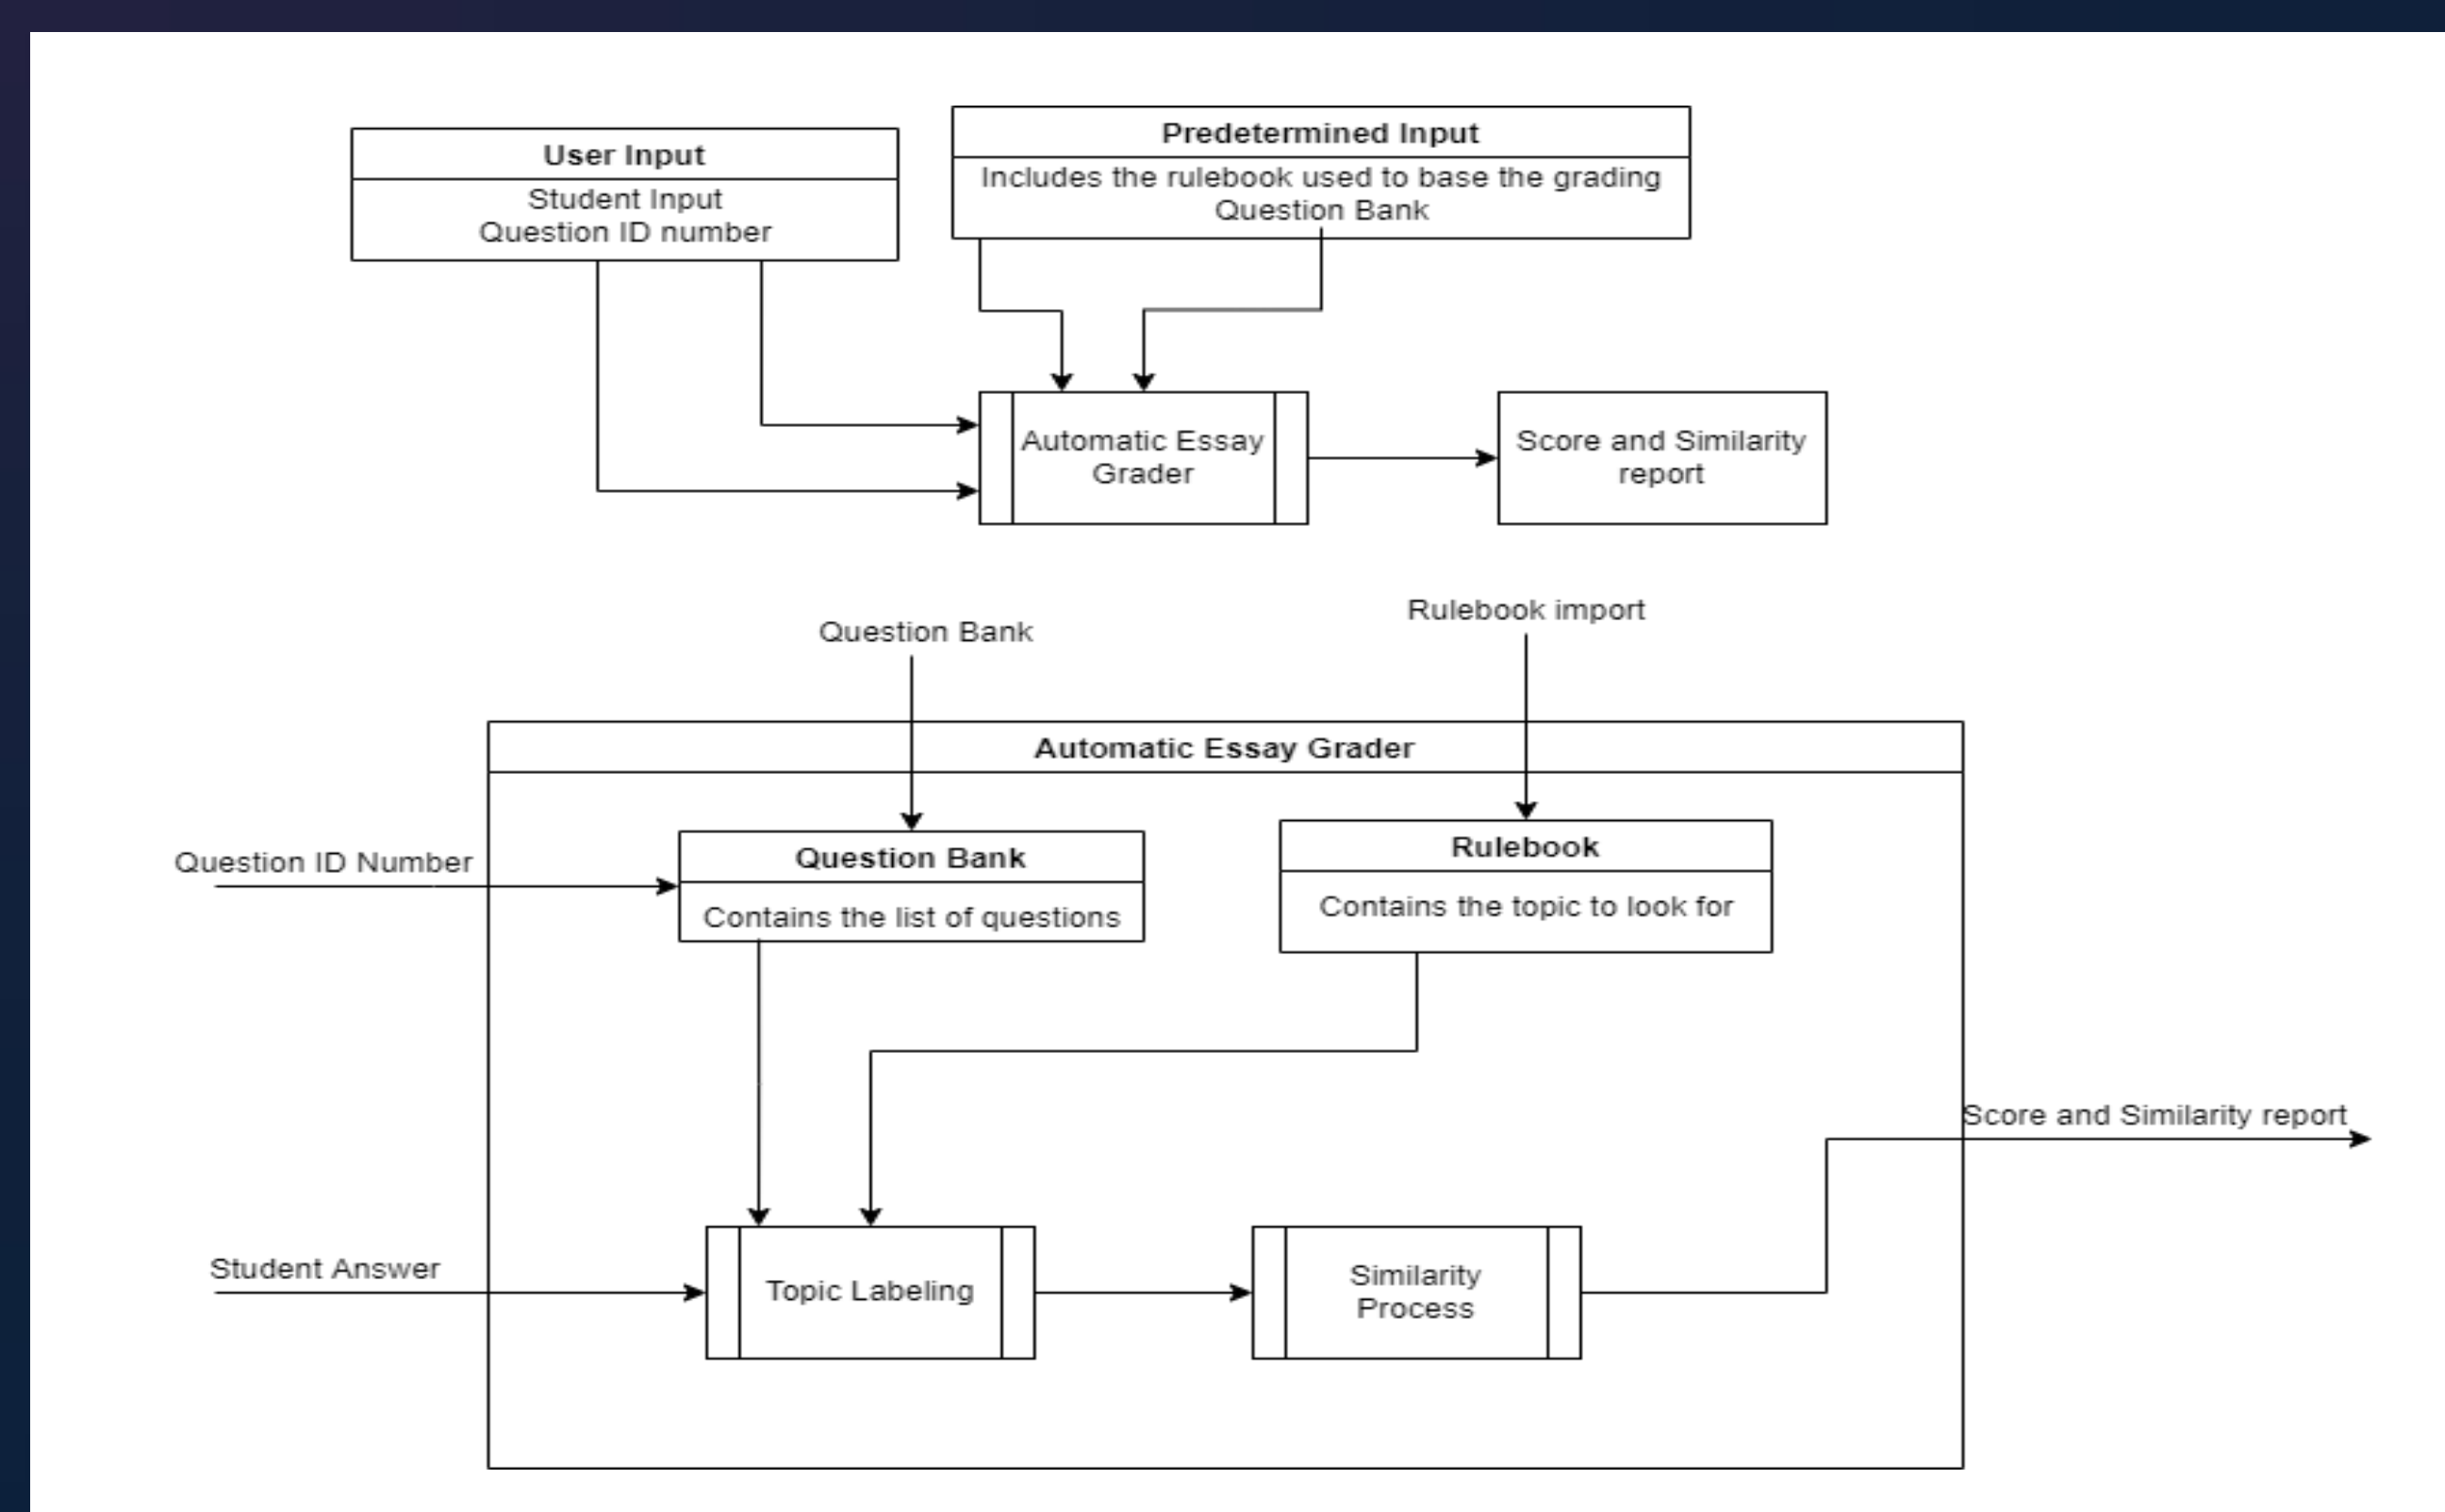 User Input
Student Input
Question ID number
Predetermined Input
Includes the rulebook used to base the grading
Question Bank
Automatic Essay
Grader
Score and Similarity
report
Question Bank
Rulebook import
Automatic Essay Grader
Question ID Number
Question Bank
Contains the list of questions
Rulebook
Contains the topic to look for
Score and Similarity report
Student Answer
Topic Labeling
Similarity
Process